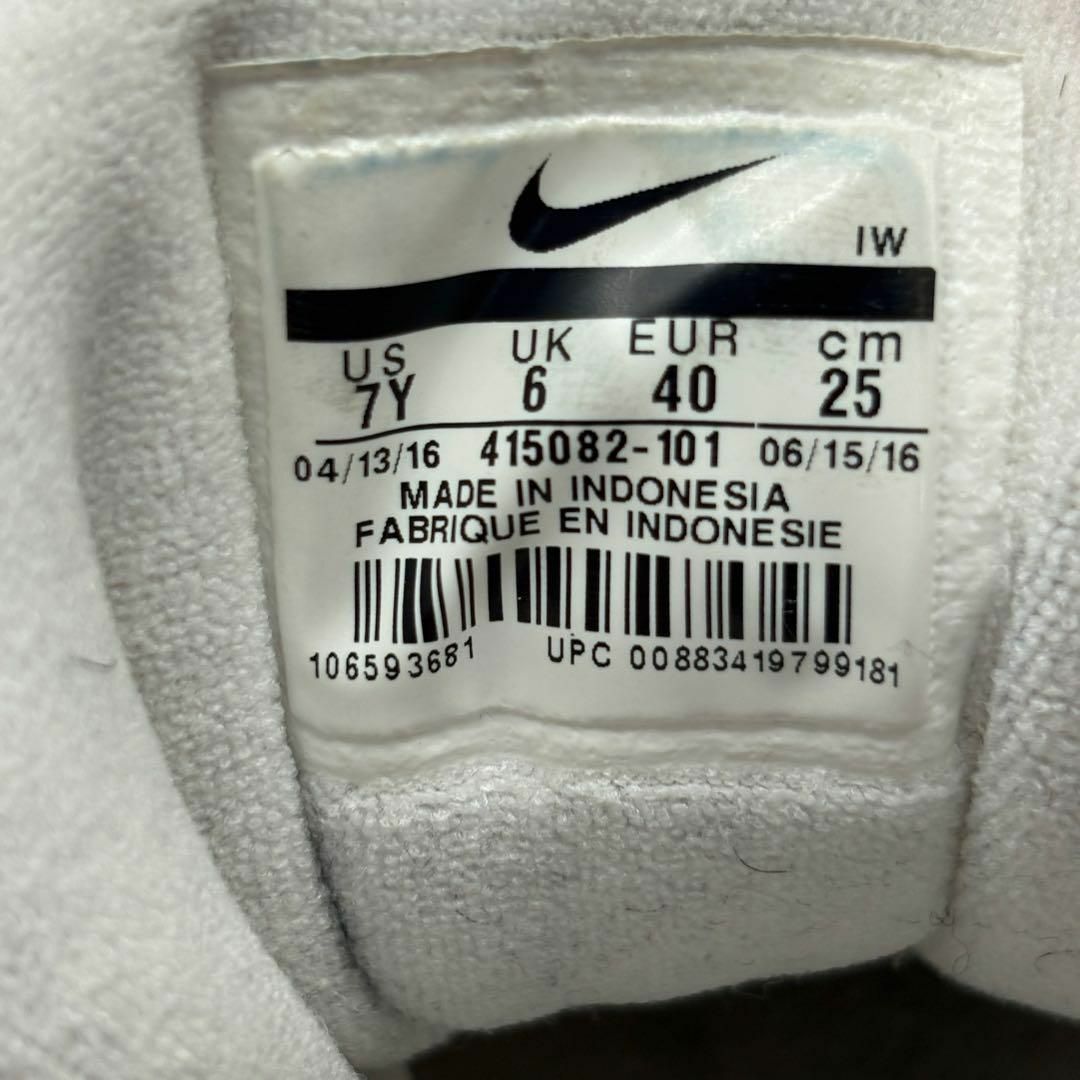 IW
US UK EUR cm
7Y 6 40 25
04/13/16 415082-101 06/15/16
MADE IN INDONESIA
FABRIQUE EN INDONESIE
106593681 UPC 00883419799181